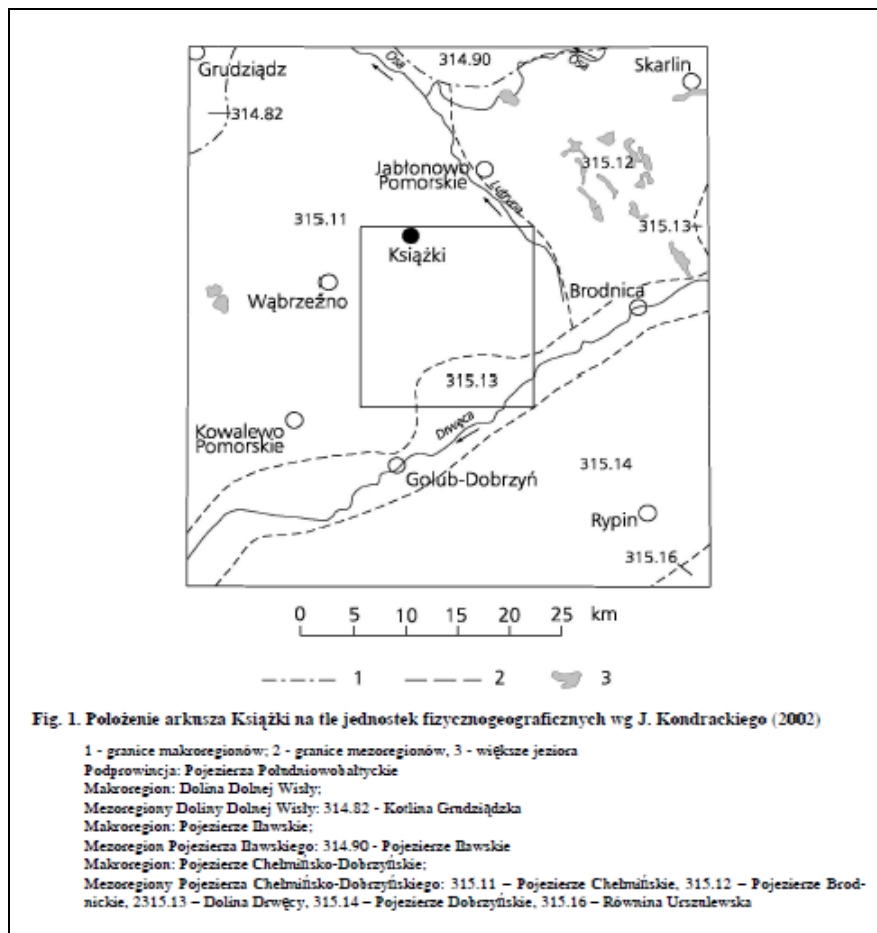 Osa
314.90
Osa
Grudziądz
Skarlin
314.82
315.12
Jabłonowo
Pomorskie
Lutryna
315.11
315.13
Książki
Wąbrzeźno
Brodnica
315.13
Drwęca
Kowalewo
Pomorskie
Golub-Dobrzyń
315.14
Rypin
315.16
0 5 10 15 20 25 km
1 2 3
Fig. 1. Położenie arkusza Książki na tle jednostek fizycznogeograficznych wg J. Kondrackiego (2002)
1 - granice makroregionów; 2 - granice mezoregionów, 3 - większe jeziora
Podprowincja: Pojezierza Południowobałtyckie
Makroregion: Dolina Dolnej Wisły;
Mezoregiony Doliny Dolnej Wisły: 314.82 - Kotlina Grudziądzka
Makroregion: Pojezierze Iławskie;
Mezoregion Pojezierza Iławskiego: 314.90 - Pojezierze Iławskie
Makroregion: Pojezierze Chełmińsko-Dobrzyńskie;
Mezoregiony Pojezierza Chełmińsko-Dobrzyńskiego: 315.11 – Pojezierze Chełmińskie, 315.12 – Pojezierze Brod-
nickie, 2315.13 – Dolina Drwęcy, 315.14 – Pojezierze Dobrzyńskie, 315.16 – Równina Urszulewska